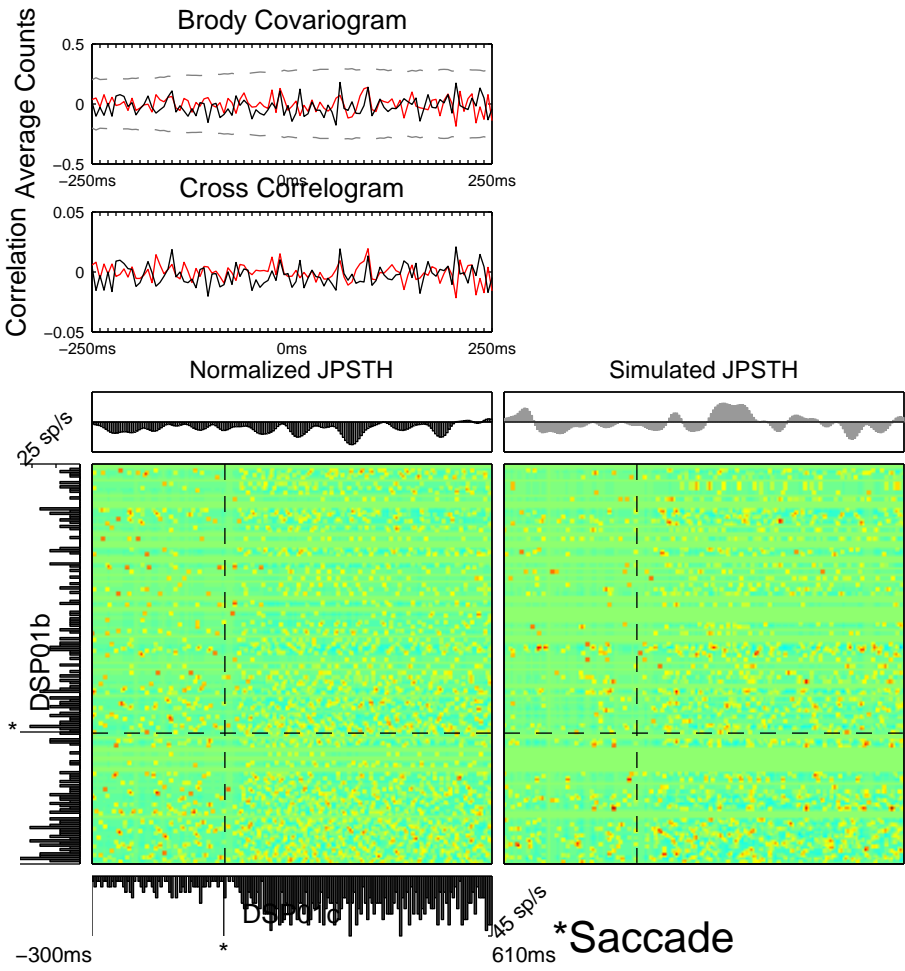 Brody Covariogram
Average Counts
0.5
0
−0.5
−250ms
0ms
250ms
Cross Correlogram
Correlation
0.05
0
−0.05
−250ms
0ms
250ms
Normalized JPSTH
Simulated JPSTH
25 sp/s
DSP01b
*
45 sp/s
*
−300ms
610ms
*Saccade